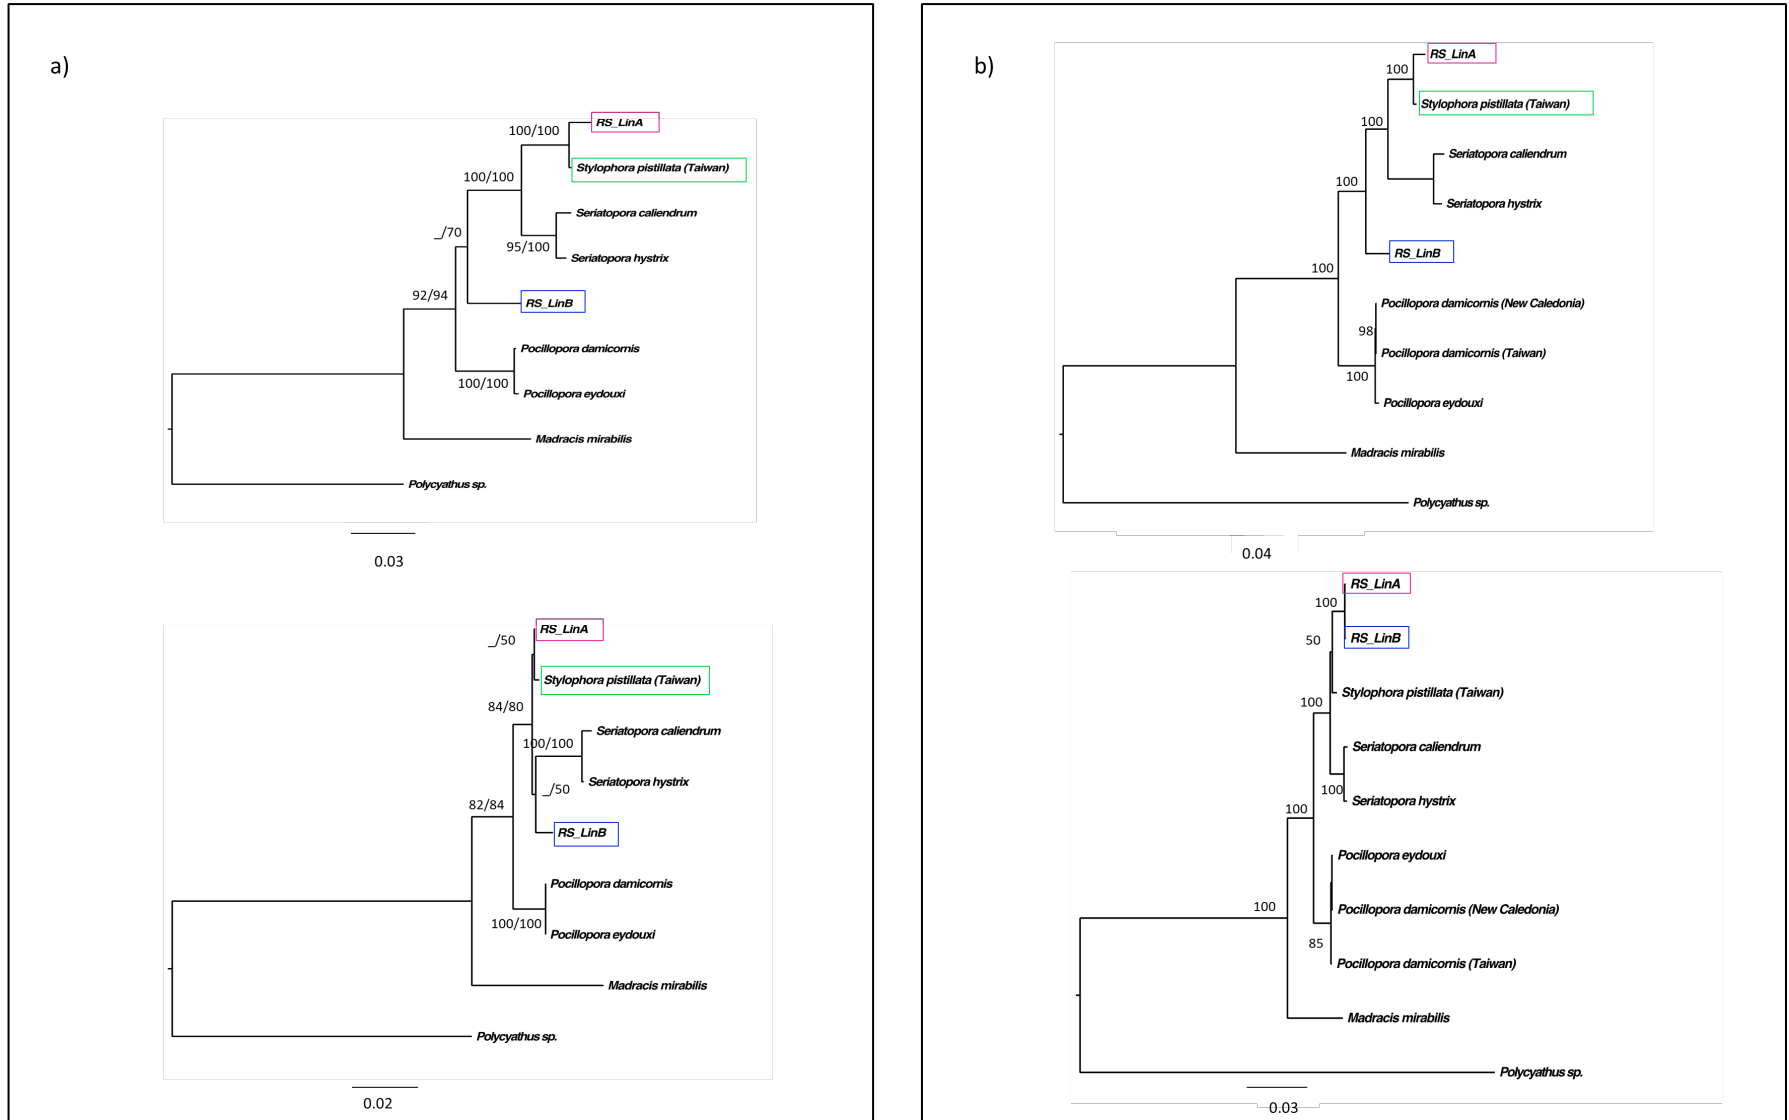 a)
RS_LinA
100/100
Stylophora pistillata (Taiwan)
100/100
Seriatopora caliendrum
_/70
95/100
Seriatopora hystrix
92/94
RS_LinB
Pocillopora damicornis
100/100
Pocillopora eydouxi
Madracis mirabilis
Polycyathus sp.
0.03
RS_LinA
_/50
Stylophora pistillata (Taiwan)
84/80
Seriatopora caliendrum
100/100
Seriatopora hystrix
_/50
82/84
RS_LinB
Pocillopora damicornis
100/100
Pocillopora eydouxi
Madracis mirabilis
Polycyathus sp.
0.02
b)
RS_LinA
100
Stylophora pistillata (Taiwan)
100
Seriatopora caliendrum
100
Seriatopora hystrix
RS_LinB
100
Pocillopora damicornis (New Caledonia)
98
Pocillopora damicornis (Taiwan)
100
Pocillopora eydouxi
Madracis mirabilis
Polycyathus sp.
0.04
RS_LinA
100
RS_LinB
50
Stylophora pistillata (Taiwan)
100
Seriatopora caliendrum
100
Seriatopora hystrix
100
Pocillopora eydouxi
100
Pocillopora damicornis (New Caledonia)
85
Pocillopora damicornis (Taiwan)
Madracis mirabilis
Polycyathus sp.
0.03